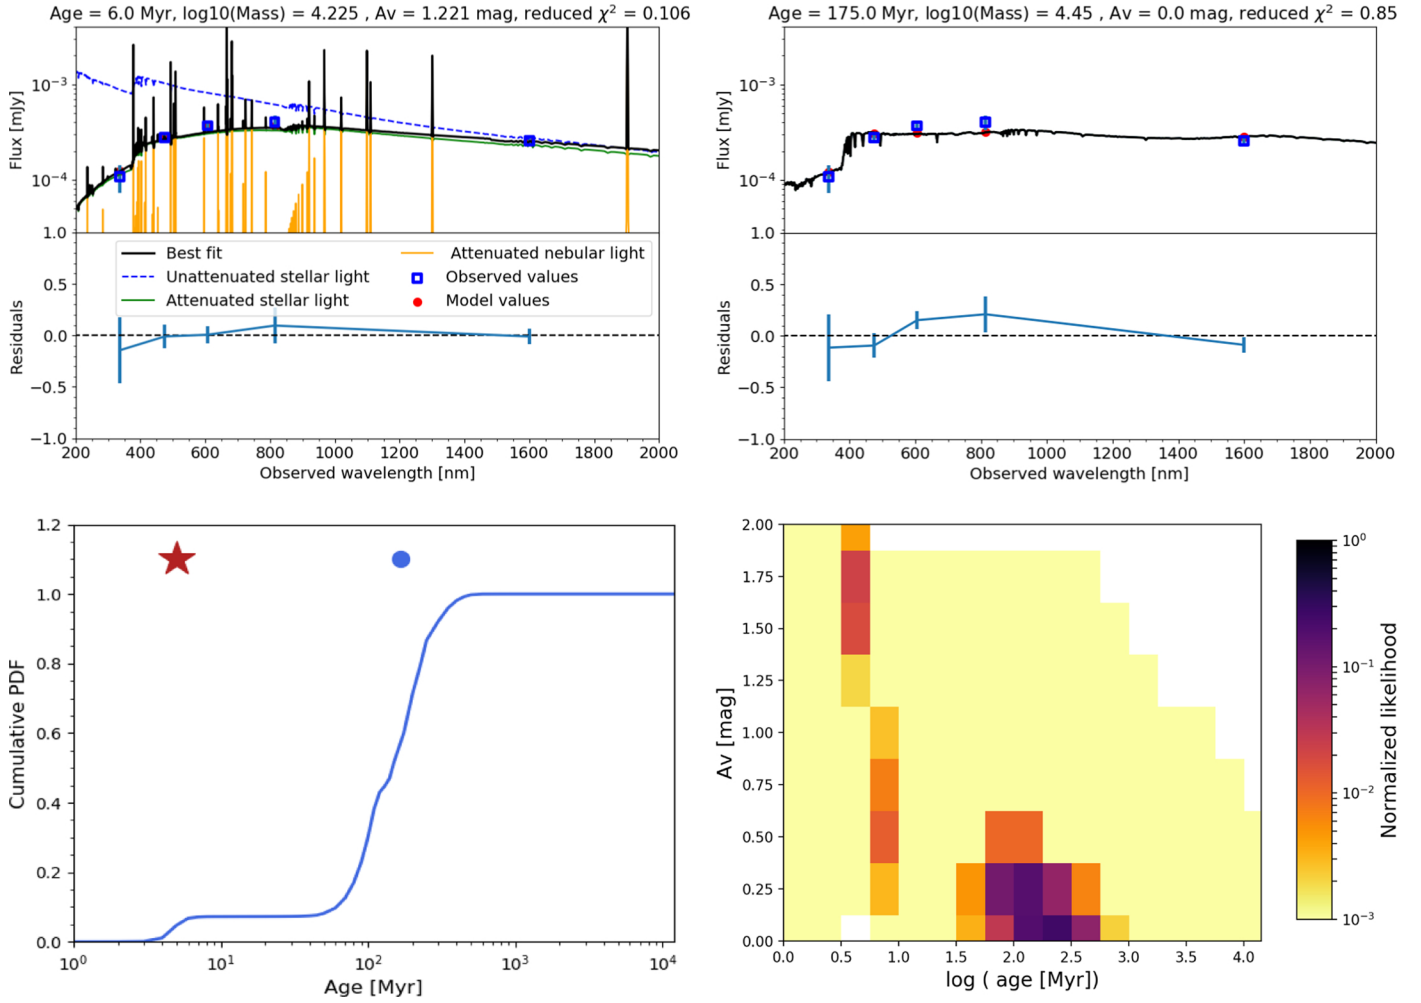 Age = 6.0 Myr, log10(Mass) = 4.225 , Av = 1.221 mag, reduced χ² = 0.106
Flux [mJy]
10⁻³
10⁻⁴
1.0
0.5
0.0
−0.5
−1.0
Residuals
Best fit
Unattenuated stellar light
Attenuated stellar light
Attenuated nebular light
Observed values
Model values
200 400 600 800 1000 1200 1400 1600 1800 2000
Observed wavelength [nm]
Age = 175.0 Myr, log10(Mass) = 4.45 , Av = 0.0 mag, reduced χ² = 0.85
Flux [mJy]
10⁻³
10⁻⁴
1.0
0.5
0.0
−0.5
−1.0
Residuals
200 400 600 800 1000 1200 1400 1600 1800 2000
Observed wavelength [nm]
1.2
1.0
0.8
0.6
0.4
0.2
0.0
Cumulative PDF
10⁰ 10¹ 10² 10³ 10⁴
Age [Myr]
2.00
1.75
1.50
1.25
1.00
0.75
0.50
0.25
0.00
Av [mag]
0.0 0.5 1.0 1.5 2.0 2.5 3.0 3.5 4.0
log ( age [Myr])
10⁰
10⁻¹
10⁻²
10⁻³
Normalized likelihood